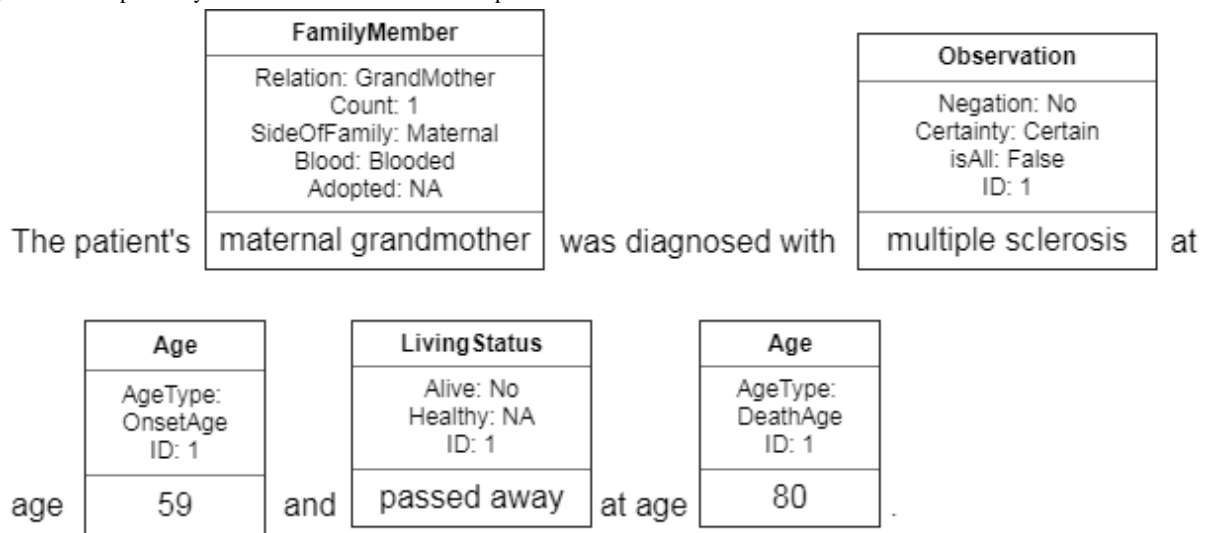 FamilyMember
Relation: GrandMother
Count: 1
SideOfFamily: Maternal
Blood: Blooded
Adopted: NA
Observation
Negation: No
Certainty: Certain
isAll: False
ID: 1
The patient's maternal grandmother was diagnosed with multiple sclerosis at
Age
AgeType:
OnsetAge
ID: 1
LivingStatus
Alive: No
Healthy: NA
ID: 1
Age
AgeType:
DeathAge
ID: 1
age 59 and passed away at age 80 .